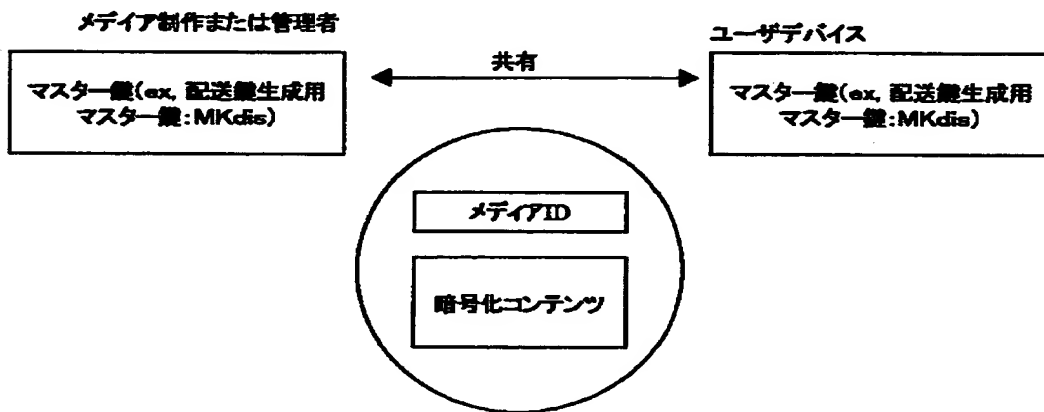 メデイア制作または管理者
ユーザデバイス
共有
マスター鍵(ex, 配送鍵生成用
マスター鍵:MKdis)
マスター鍵(ex, 配送鍵生成用
マスター鍵:MKdis)
メディアID
暗号化コンテンツ